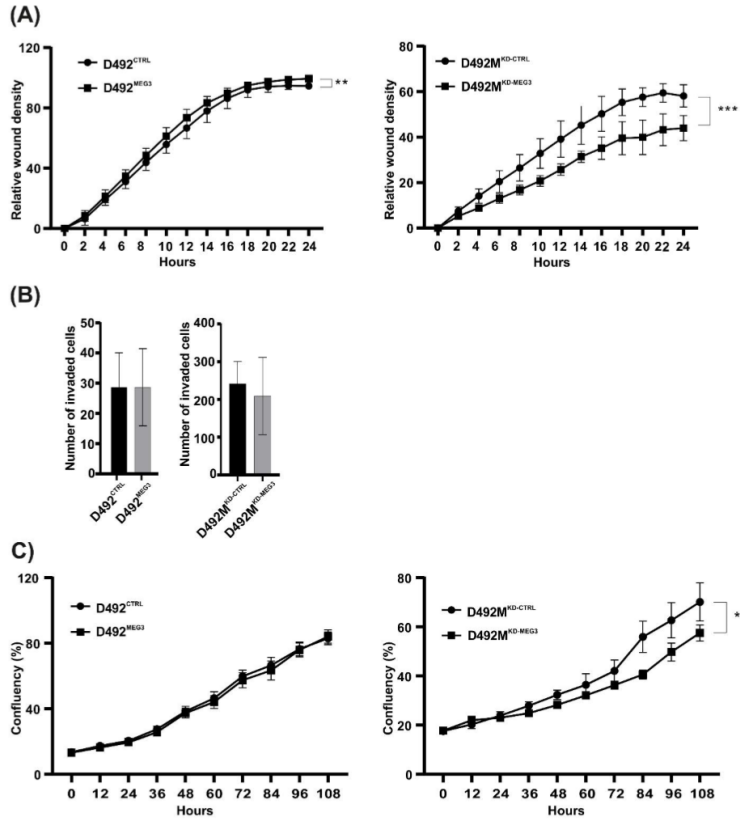 (A)
Relative wound density
120
80
40
0
D492CTRL
D492MEG3
**
0 2 4 6 8 10 12 14 16 18 20 22 24
Hours
Relative wound density
80
60
40
20
0
D492MKD-CTRL
D492MKD-MEG3
***
0 2 4 6 8 10 12 14 16 18 20 22 24
Hours
(B)
Number of invaded cells
50
40
30
20
10
0
D492CTRL
D492MEG3
Number of invaded cells
400
300
200
100
0
D492MKD-CTRL
D492MKD-MEG3
C)
Confluency (%)
120
80
40
0
D492CTRL
D492MEG3
0 12 24 36 48 60 72 84 96 108
Hours
Confluency (%)
80
60
40
20
0
D492MKD-CTRL
D492MKD-MEG3
*
0 12 24 36 48 60 72 84 96 108
Hours